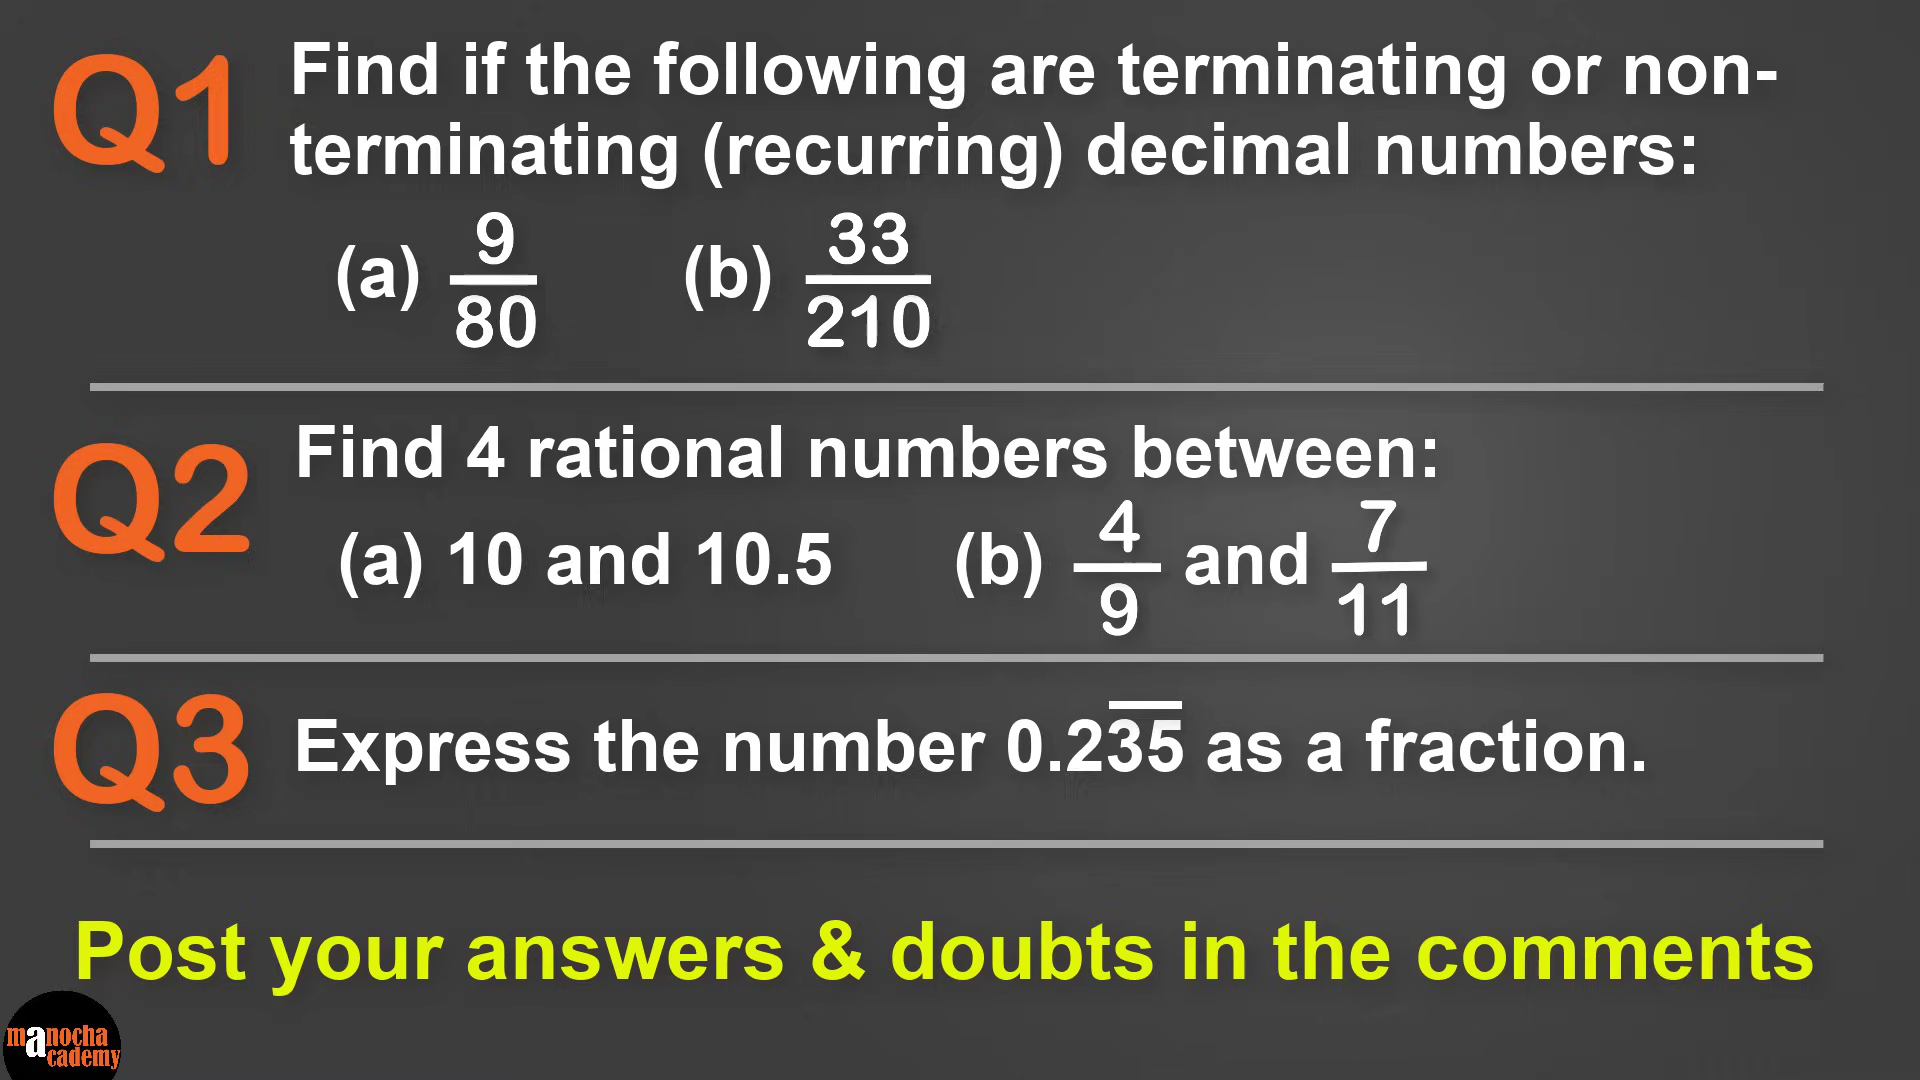 Q1 Find if the following are terminating or non-
terminating (recurring) decimal numbers:
(a) 9/80 (b) 33/210
Q2 Find 4 rational numbers between:
(a) 10 and 10.5 (b) 4/9 and 7/11
Q3 Express the number 0.23̅5̅ as a fraction.
Post your answers & doubts in the comments
manocha
academy